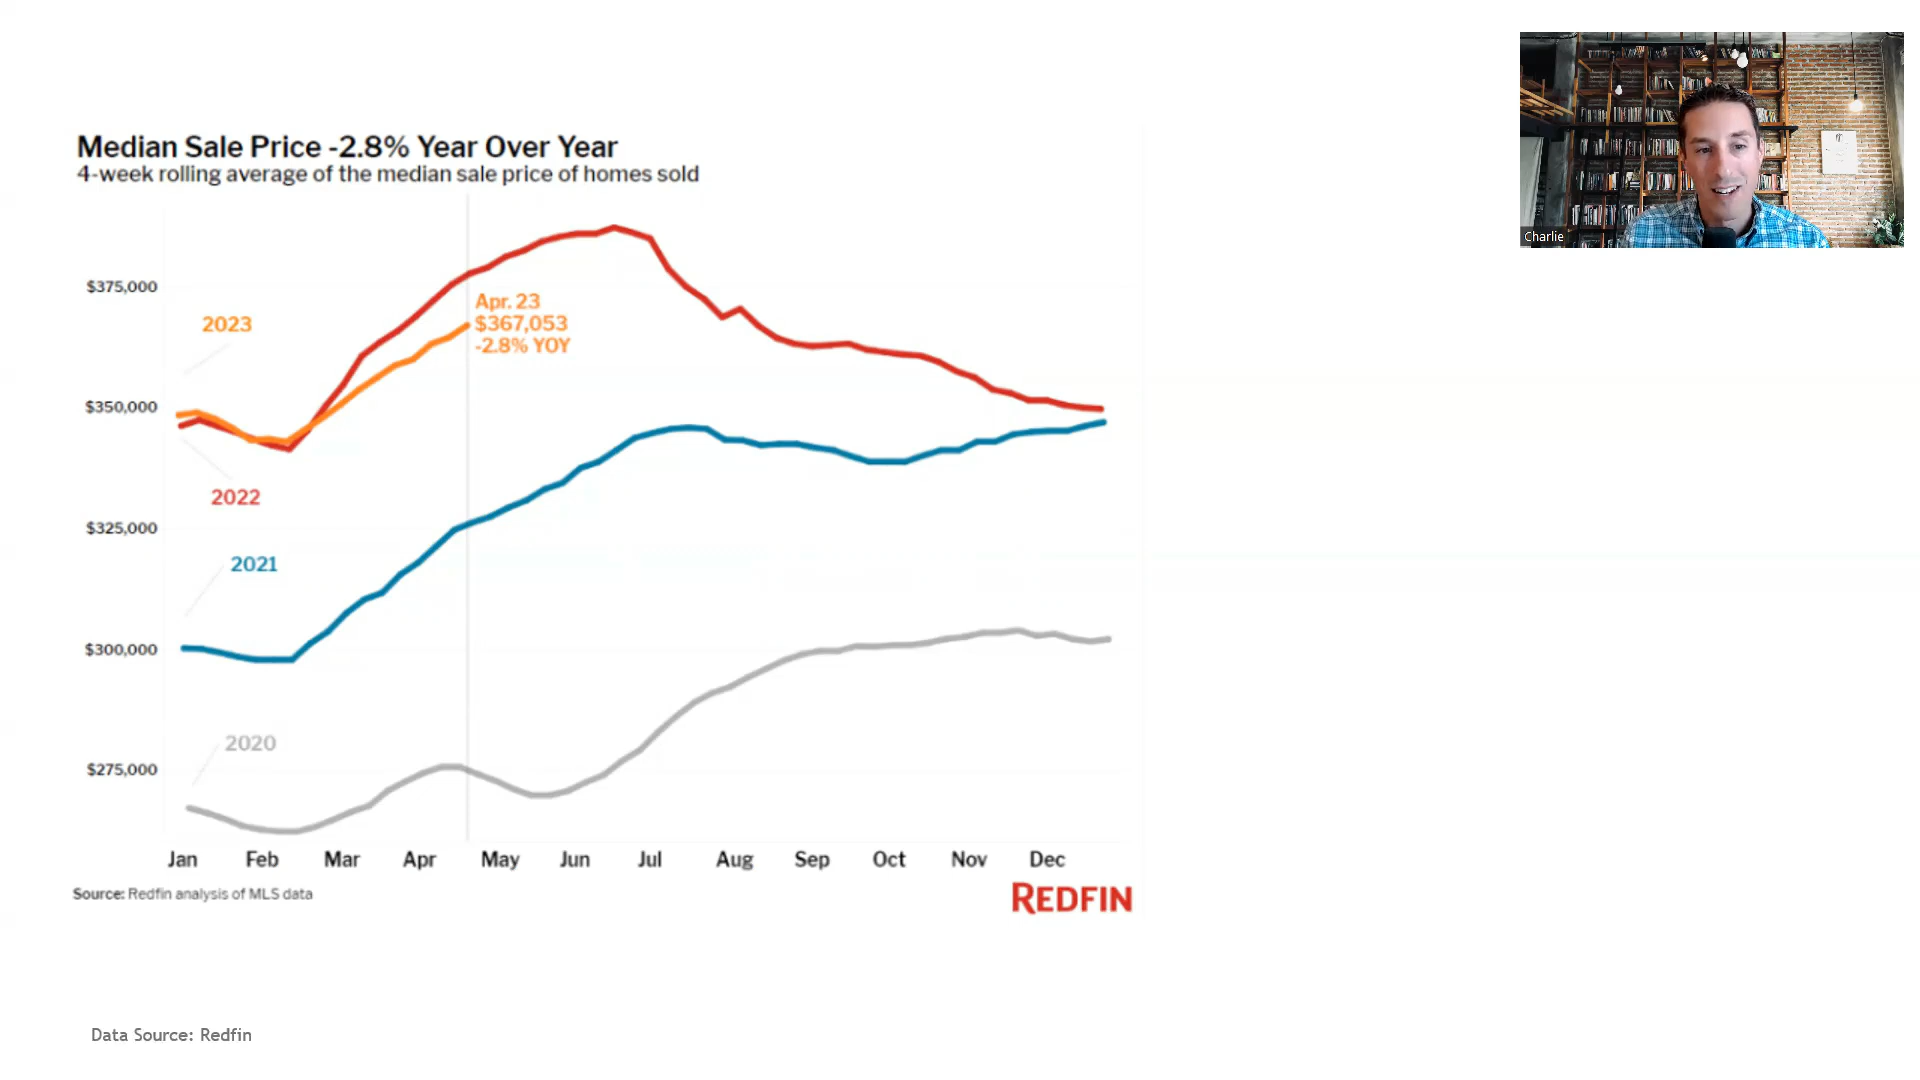 Median Sale Price -2.8% Year Over Year
4-week rolling average of the median sale price of homes sold
$375,000
$350,000
$325,000
$300,000
$275,000
2023
2022
2021
2020
Apr. 23
$367,053
-2.8% YOY
Jan Feb Mar Apr May Jun Jul Aug Sep Oct Nov Dec
Source: Redfin analysis of MLS data
REDFIN
Data Source: Redfin
Charlie